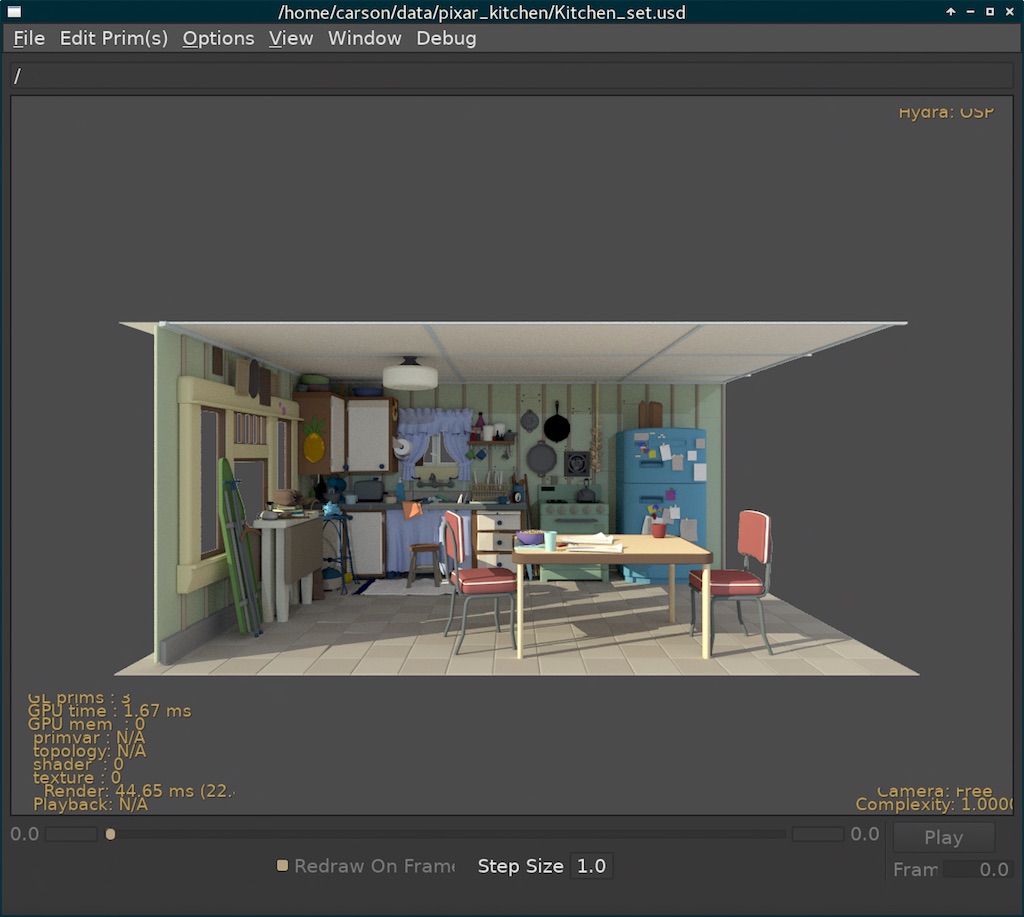 /home/carson/data/pixar_kitchen/Kitchen_set.usd
File Edit Prim(s) Options View Window Debug
/
Hydra: OSP
GL prims : 3
GPU time : 1.67 ms
GPU mem : 0
primvar : N/A
topology: N/A
shader : 0
texture : 0
Render: 44.65 ms (22.
Playback: N/A
Camera: Free
Complexity: 1.0000
0.0 0.0 Play
Redraw On Fram Step Size 1.0
Fram 0.0